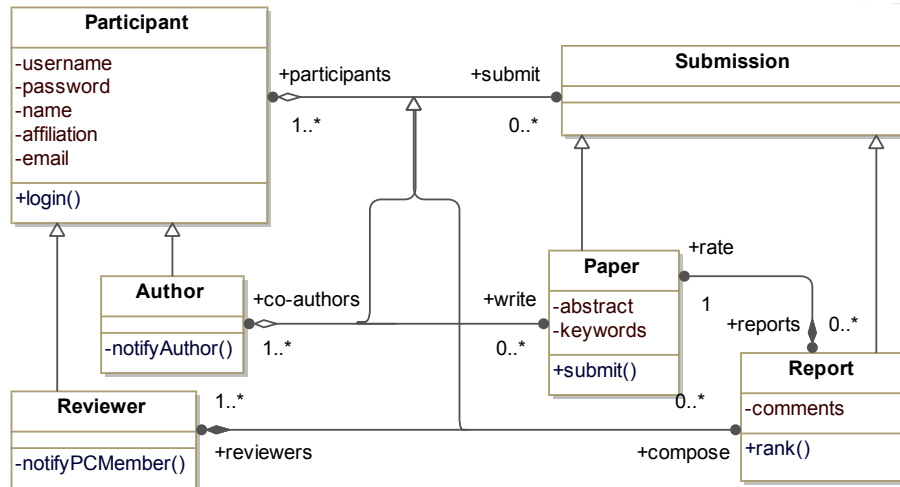 Participant
-username
-password
-name
-affiliation
-email
+login()
+participants
1..*
+submit
0..*
Submission
Author
-notifyAuthor()
+co-authors
1..*
+write
0..*
Paper
-abstract
-keywords
+submit()
+rate
1
+reports
0..*
Reviewer
-notifyPCMember()
1..*
+reviewers
0..*
+compose
Report
-comments
+rank()